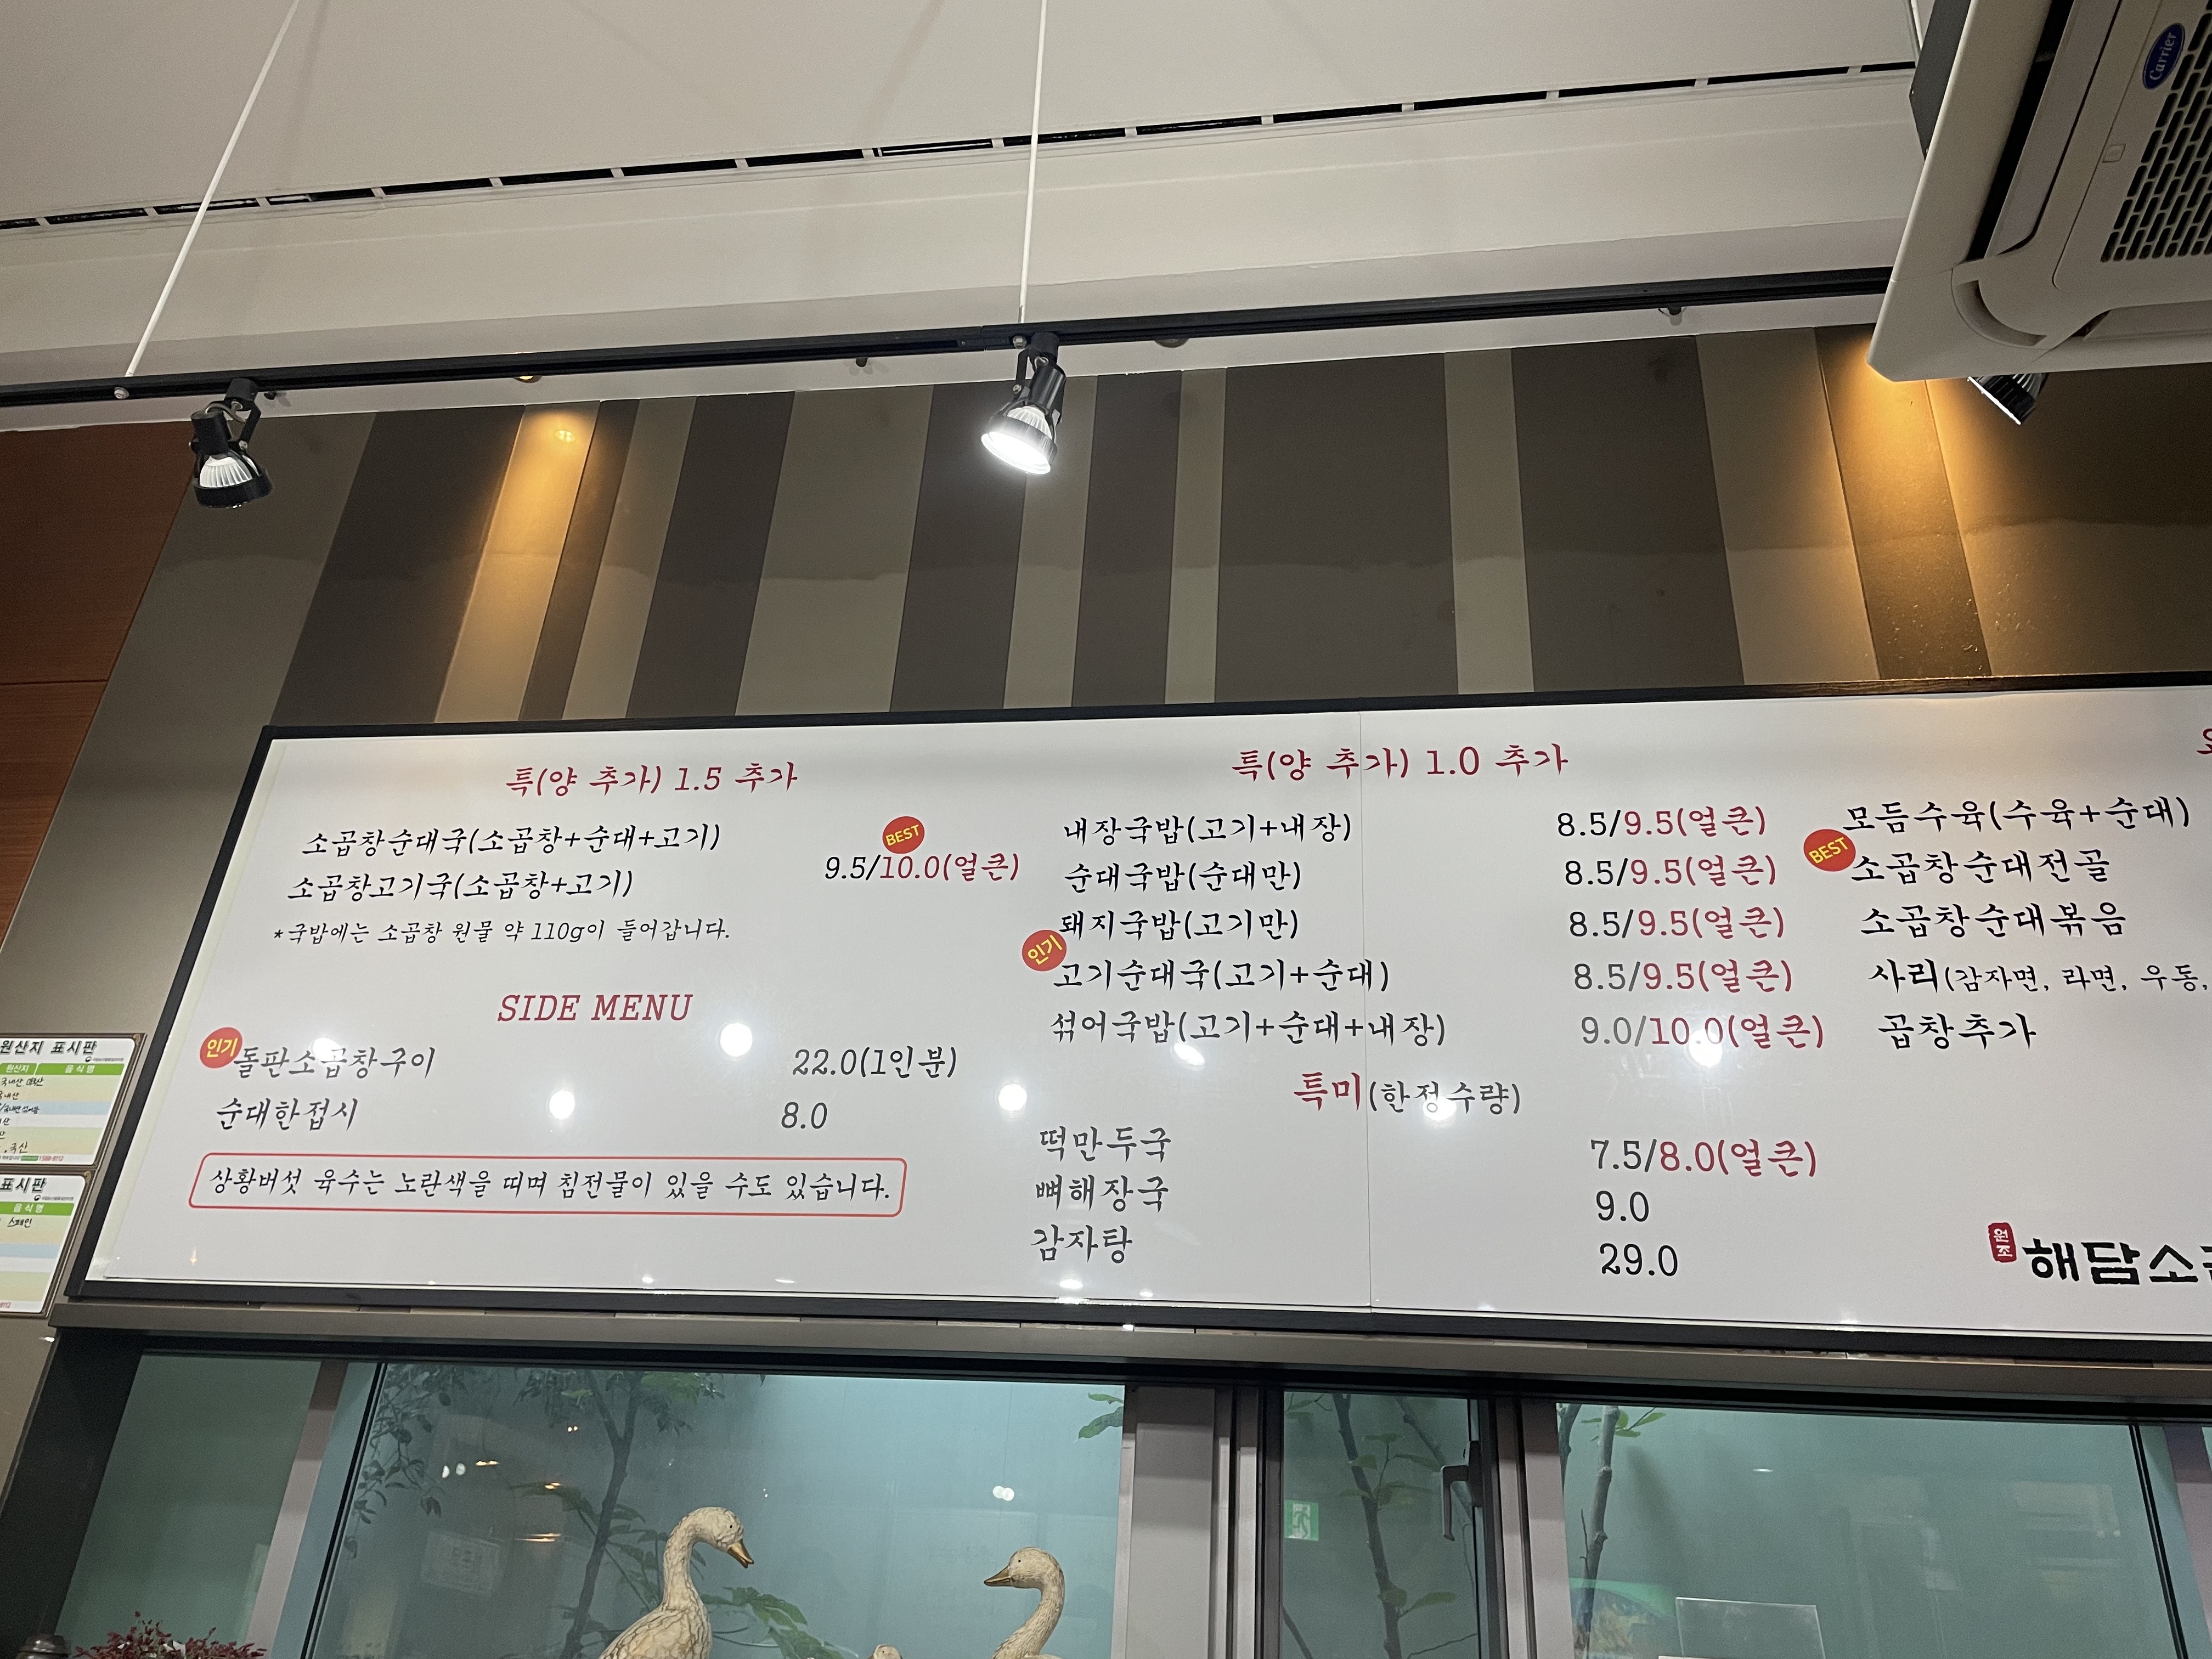 Carrier
특(양 추가) 1.5 추가
소곱창순대국(소곱창+순대+고기)
소곱창고기국(소곱창+고기)
BEST
9.5/10.0(얼큰)
*국밥에는 소곱창 원물 약 110g이 들어갑니다.
SIDE MENU
인기
돌판소곱창구이 22.0(1인분)
순대한접시 8.0
상황버섯 육수는 노란색을 띠며 침전물이 있을 수도 있습니다.
특(양 추가) 1.0 추가
내장국밥(고기+내장) 8.5/9.5(얼큰)
순대국밥(순대만) 8.5/9.5(얼큰)
돼지국밥(고기만) 8.5/9.5(얼큰)
인기
고기순대국(고기+순대) 8.5/9.5(얼큰)
섞어국밥(고기+순대+내장) 9.0/10.0(얼큰)
특미(한정수량)
떡만두국 7.5/8.0(얼큰)
뼈해장국 9.0
감자탕 29.0
모듬수육(수육+순대)
BEST
소곱창순대전골
소곱창순대볶음
사리(감자면, 라면, 우동,
곱창추가
원조
해담소
원산지 표시판
원산지 음식명
표시판
음식명
스페인